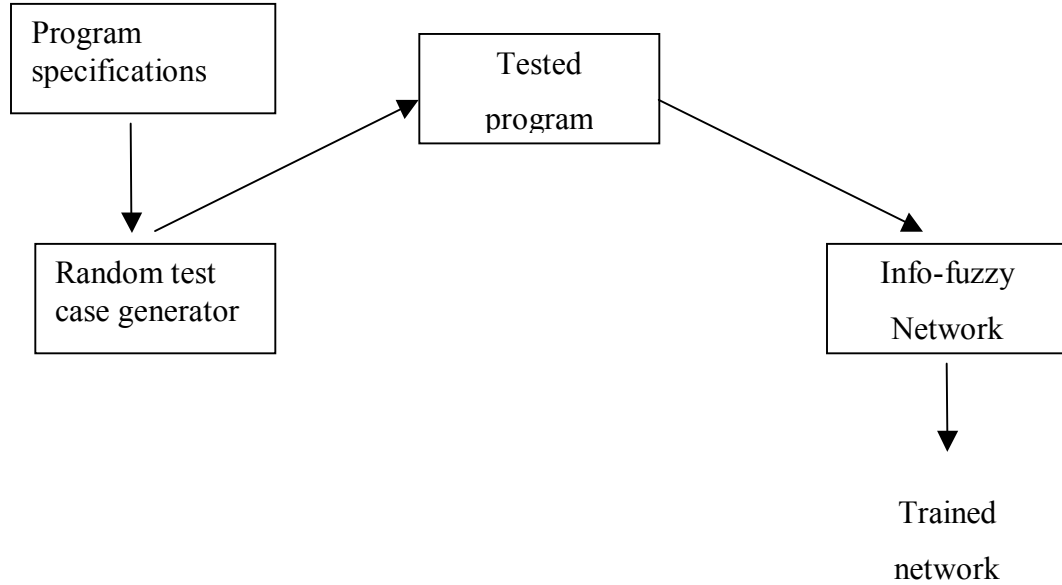 Program
specifications
Tested
program
Random test
case generator
Info-fuzzy
Network
Trained
network